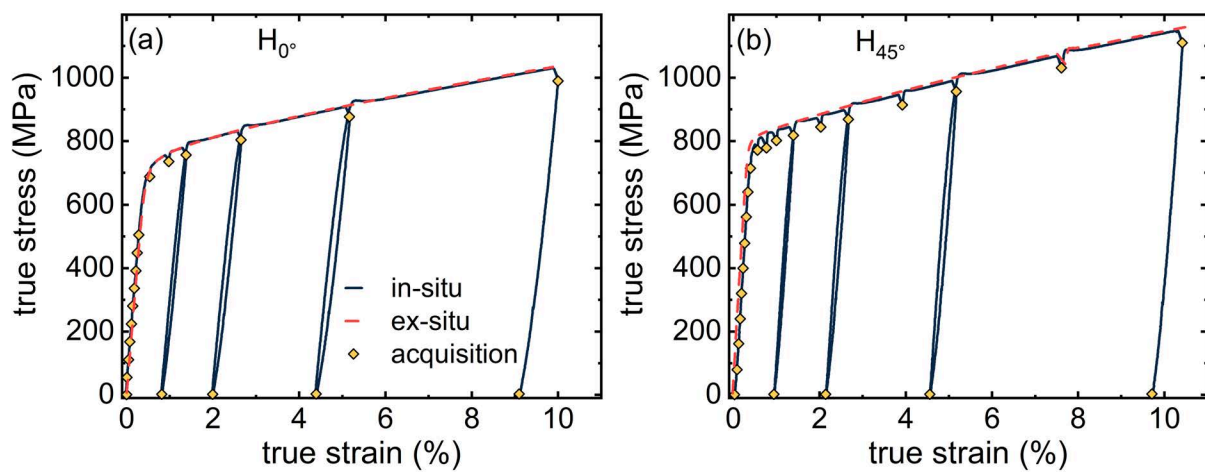 (a)
H0°
true stress (MPa)
1000
800
600
400
200
0
in-situ
ex-situ
acquisition
0 2 4 6 8 10
true strain (%)
(b)
H45°
true stress (MPa)
1000
800
600
400
200
0
0 2 4 6 8 10
true strain (%)